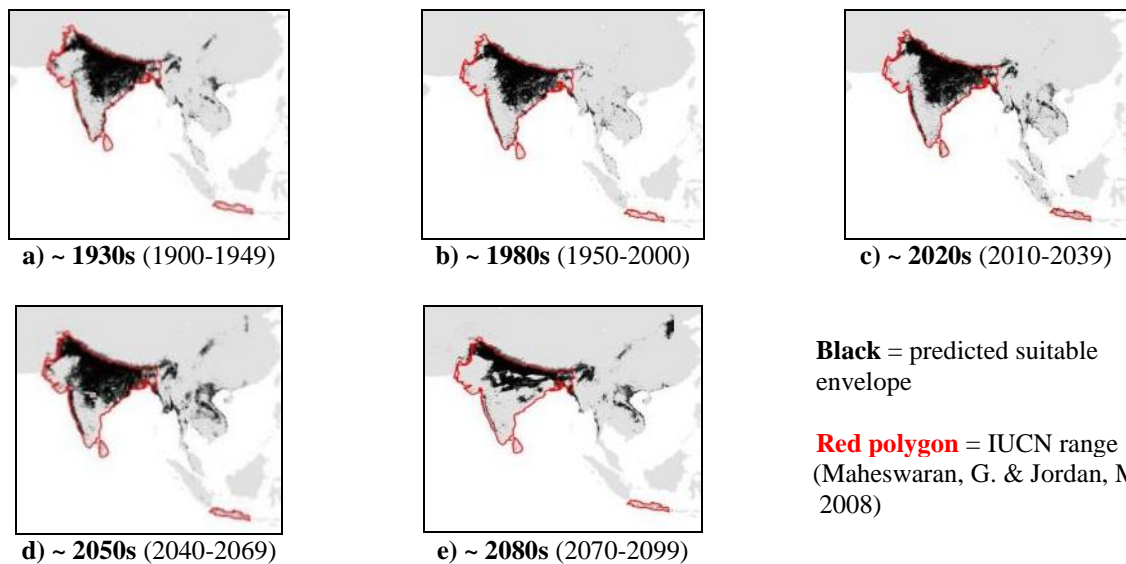 a) ~ 1930s (1900-1949)
b) ~ 1980s (1950-2000)
c) ~ 2020s (2010-2039)
d) ~ 2050s (2040-2069)
e) ~ 2080s (2070-2099)
Black = predicted suitable
envelope
Red polygon = IUCN range
(Maheswaran, G. & Jordan, M
2008)